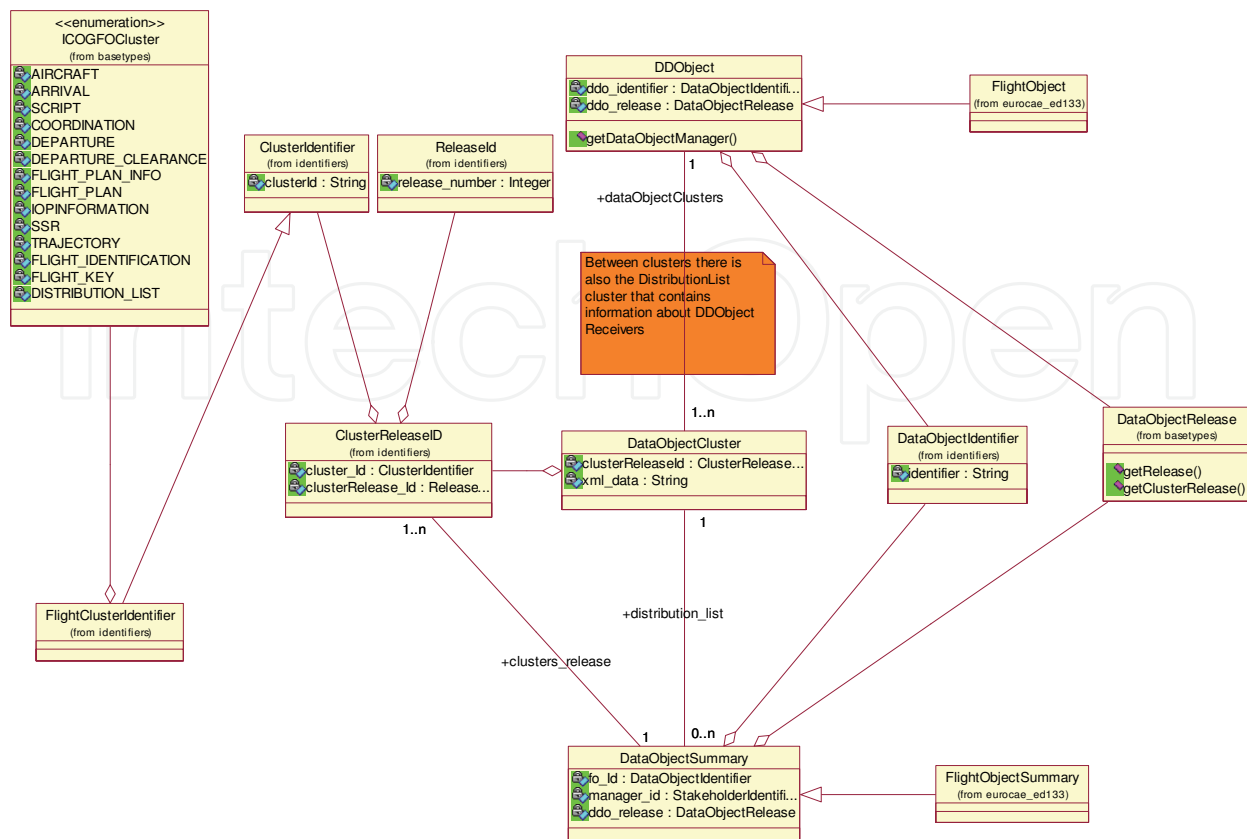 <<enumeration>>
ICOGFOCluster
(from basetypes)
AIRCRAFT
ARRIVAL
SCRIPT
COORDINATION
DEPARTURE
DEPARTURE_CLEARANCE
FLIGHT_PLAN_INFO
FLIGHT_PLAN
IOPINFORMATION
SSR
TRAJECTORY
FLIGHT_IDENTIFICATION
FLIGHT_KEY
DISTRIBUTION_LIST
ClusterIdentifier
(from identifiers)
clusterId : String
ReleaseId
(from identifiers)
release_number : Integer
DDObject
ddo_identifier : DataObjectIdentifi...
ddo_release : DataObjectRelease
getDataObjectManager()
FlightObject
(from eurocae_ed133)
1
+dataObjectClusters
Between clusters there is
also the DistributionList
cluster that contains
information about DDObject
Receivers
IntechOpen
1..n
ClusterReleaseID
(from identifiers)
cluster_Id : ClusterIdentifier
clusterRelease_Id : Release...
1..n
DataObjectCluster
clusterReleaseId : ClusterRelease...
xml_data : String
1
DataObjectIdentifier
(from identifiers)
identifier : String
DataObjectRelease
(from basetypes)
getRelease()
getClusterRelease()
FlightClusterIdentifier
(from identifiers)
+distribution_list
+clusters_release
1
0..n
DataObjectSummary
fo_Id : DataObjectIdentifier
manager_id : StakeholderIdentifi...
ddo_release : DataObjectRelease
FlightObjectSummary
(from eurocae_ed133)